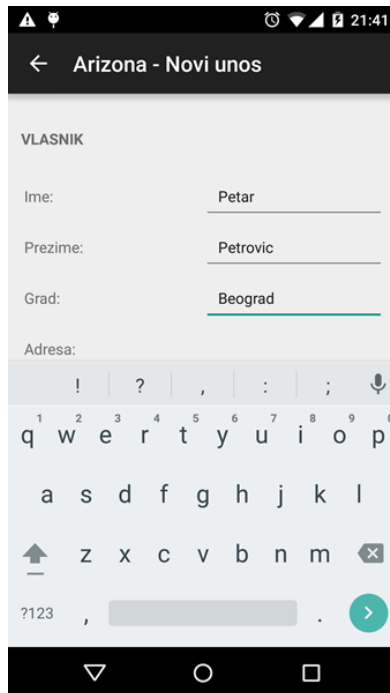 21:41
Arizona - Novi unos
VLASNIK
Ime: Petar
Prezime: Petrovic
Grad: Beograd
Adresa:
! ? , : ;
1 2 3 4 5 6 7 8 9 0
q w e r t y u i o p
a s d f g h j k l
z x c v b n m
?123 , .